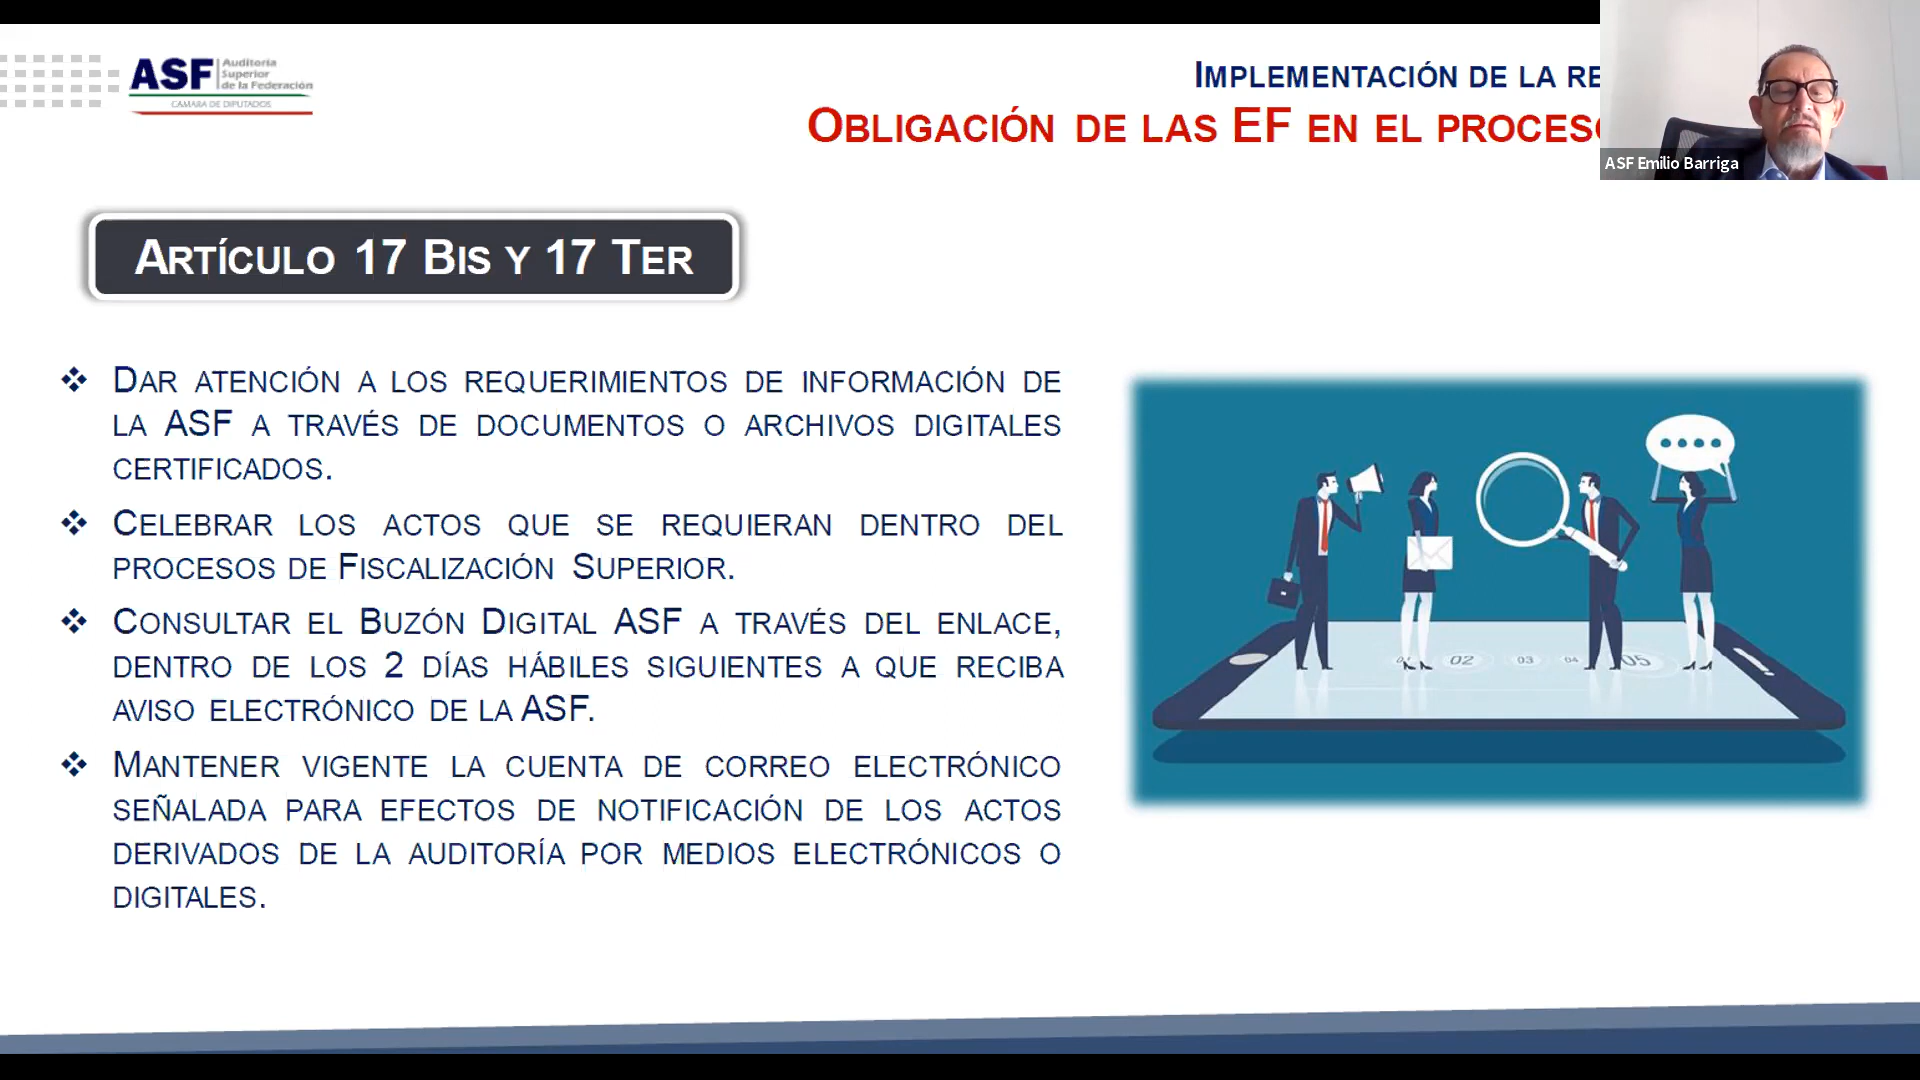 ASF Auditoría
Superior
de la Federación
CÁMARA DE DIPUTADOS
IMPLEMENTACIÓN DE LA RE
OBLIGACIÓN DE LAS EF EN EL PROCESO
ASF Emilio Barriga
ARTÍCULO 17 BIS Y 17 TER
❖ DAR ATENCIÓN A LOS REQUERIMIENTOS DE INFORMACIÓN DE
LA ASF A TRAVÉS DE DOCUMENTOS O ARCHIVOS DIGITALES
CERTIFICADOS.
❖ CELEBRAR LOS ACTOS QUE SE REQUIERAN DENTRO DEL
PROCESOS DE FISCALIZACIÓN SUPERIOR.
❖ CONSULTAR EL BUZÓN DIGITAL ASF A TRAVÉS DEL ENLACE,
DENTRO DE LOS 2 DÍAS HÁBILES SIGUIENTES A QUE RECIBA
AVISO ELECTRÓNICO DE LA ASF.
❖ MANTENER VIGENTE LA CUENTA DE CORREO ELECTRÓNICO
SEÑALADA PARA EFECTOS DE NOTIFICACIÓN DE LOS ACTOS
DERIVADOS DE LA AUDITORÍA POR MEDIOS ELECTRÓNICOS O
DIGITALES.
02 03 04 05